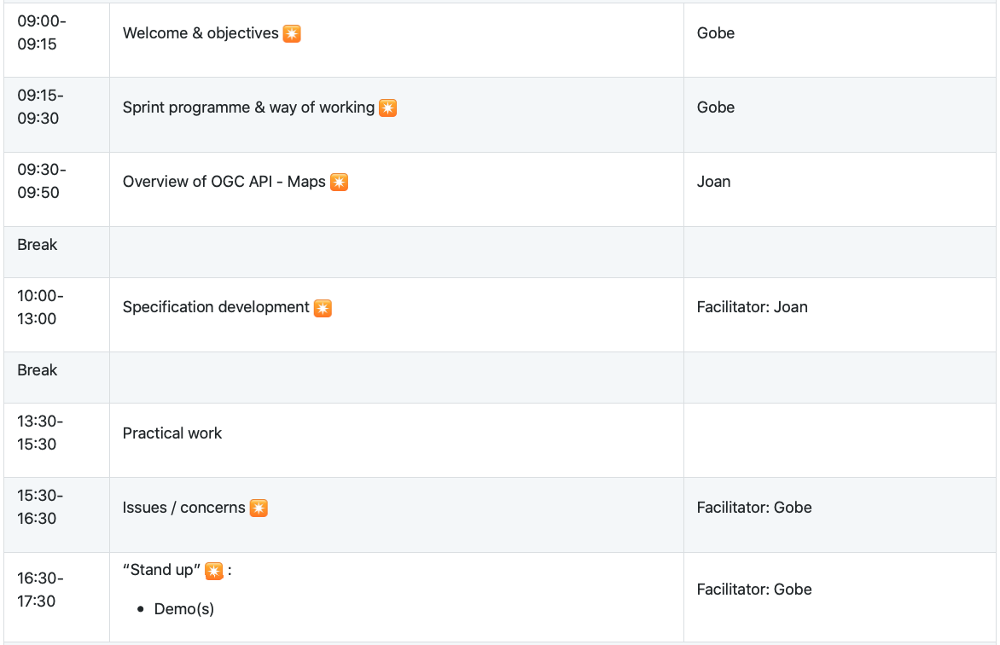 09:00-
09:15
Welcome & objectives ✴️
Gobe
09:15-
09:30
Sprint programme & way of working ✴️
Gobe
09:30-
09:50
Overview of OGC API - Maps ✴️
Joan
Break
10:00-
13:00
Specification development ✴️
Facilitator: Joan
Break
13:30-
15:30
Practical work
15:30-
16:30
Issues / concerns ✴️
Facilitator: Gobe
16:30-
17:30
“Stand up” ✴️ :
• Demo(s)
Facilitator: Gobe